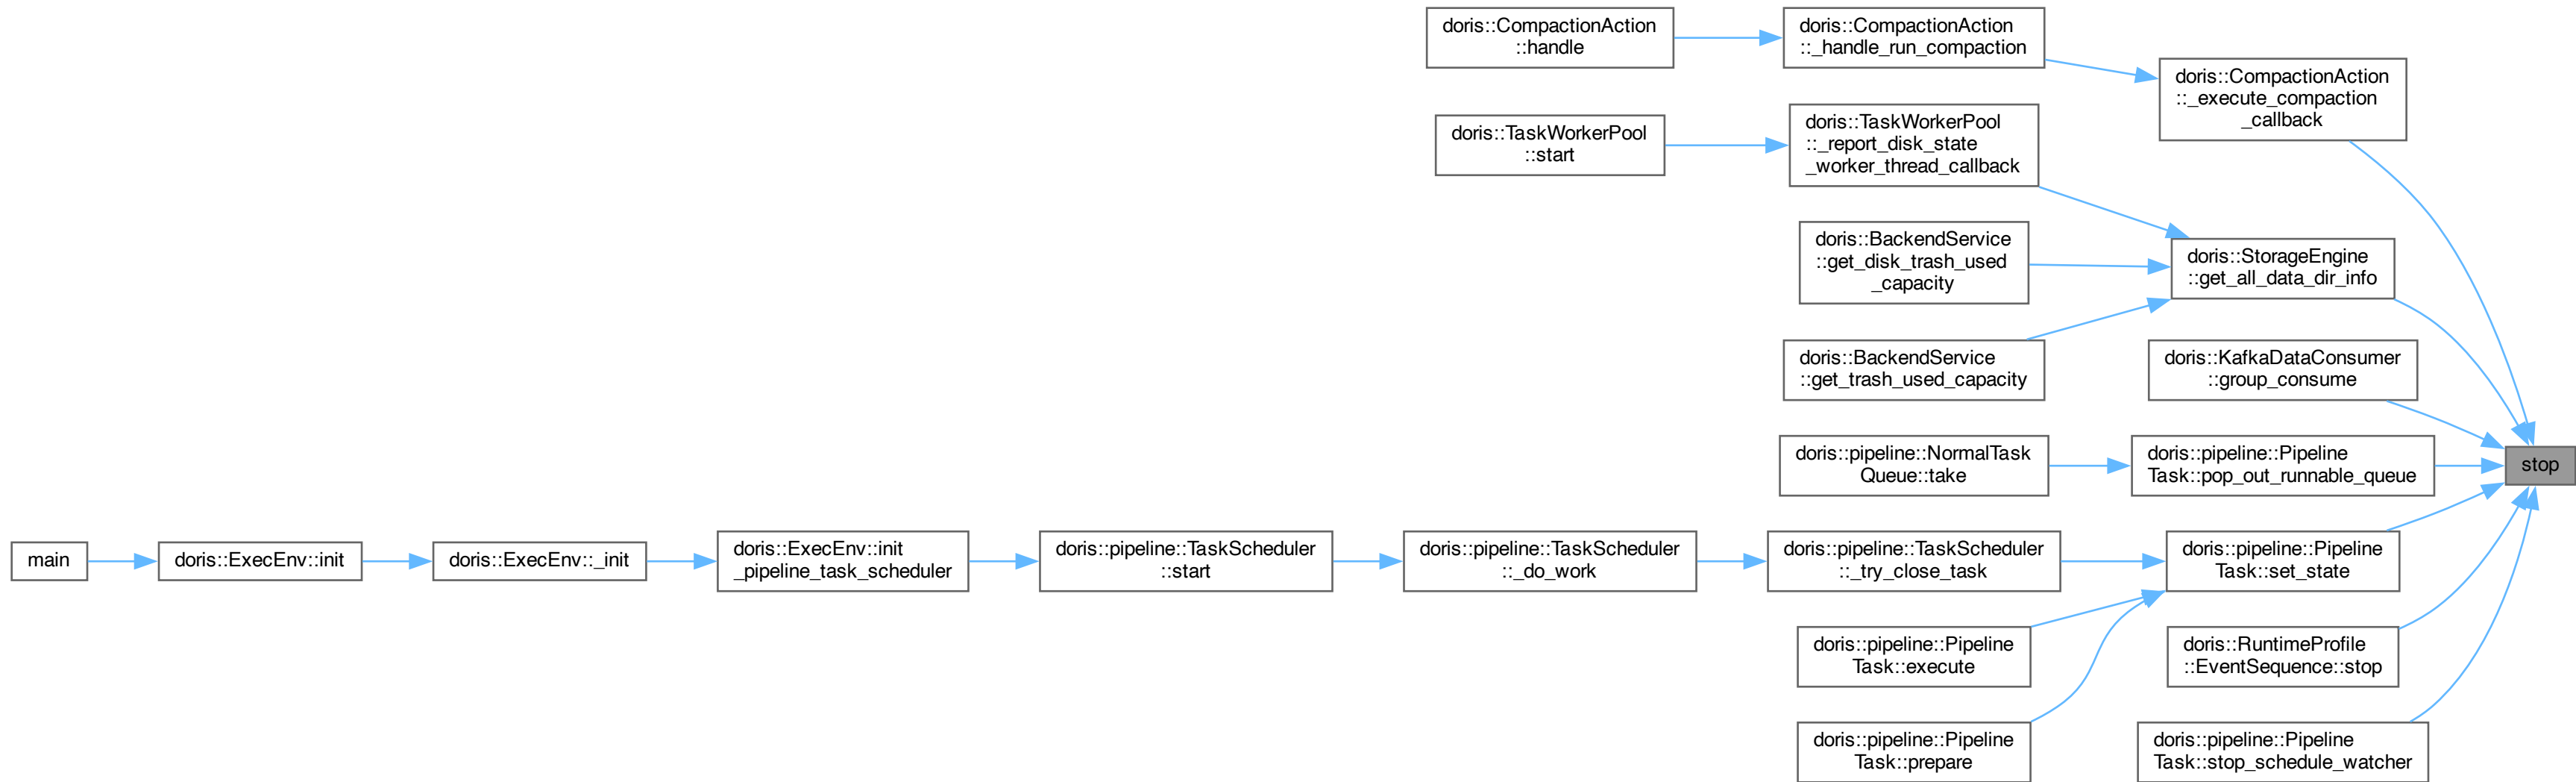 doris::CompactionAction
::handle
doris::CompactionAction
::_handle_run_compaction
doris::CompactionAction
::_execute_compaction
_callback
doris::TaskWorkerPool
::start
doris::TaskWorkerPool
::_report_disk_state
_worker_thread_callback
doris::BackendService
::get_disk_trash_used
_capacity
doris::StorageEngine
::get_all_data_dir_info
doris::BackendService
::get_trash_used_capacity
doris::KafkaDataConsumer
::group_consume
doris::pipeline::NormalTask
Queue::take
doris::pipeline::Pipeline
Task::pop_out_runnable_queue
stop
main
doris::ExecEnv::init
doris::ExecEnv::_init
doris::ExecEnv::init
_pipeline_task_scheduler
doris::pipeline::TaskScheduler
::start
doris::pipeline::TaskScheduler
::_do_work
doris::pipeline::TaskScheduler
::_try_close_task
doris::pipeline::Pipeline
Task::set_state
doris::pipeline::Pipeline
Task::execute
doris::RuntimeProfile
::EventSequence::stop
doris::pipeline::Pipeline
Task::prepare
doris::pipeline::Pipeline
Task::stop_schedule_watcher